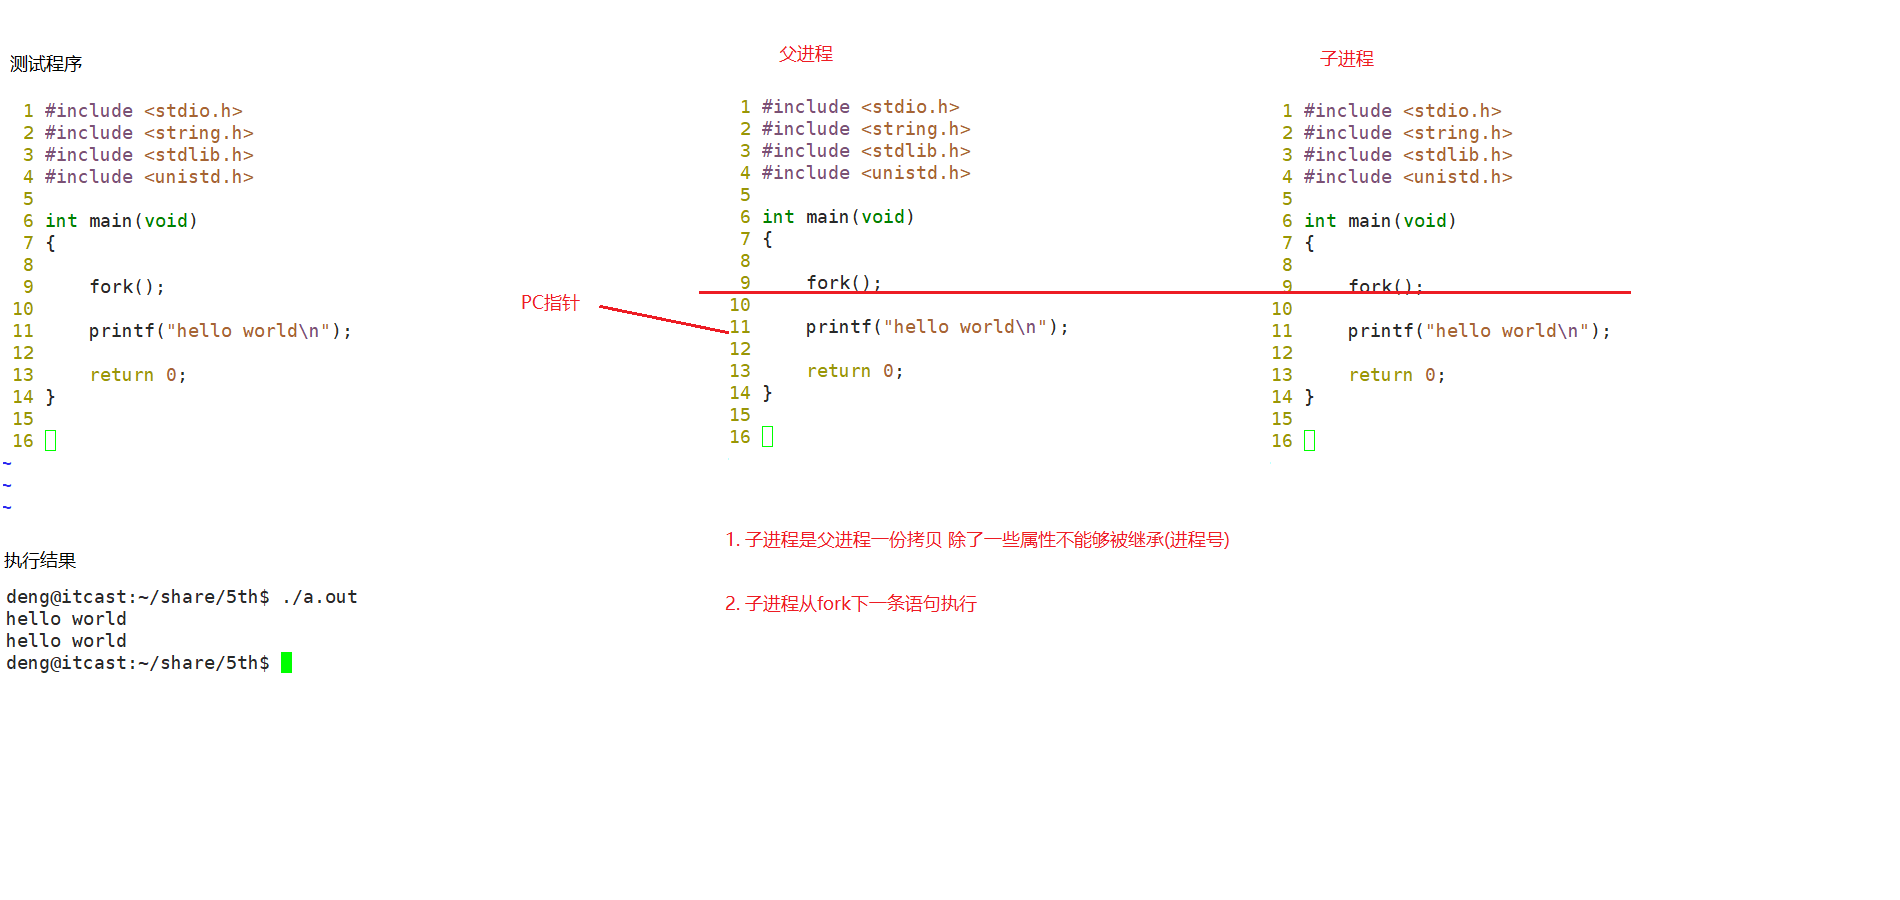 测试程序
1 #include <stdio.h>
2 #include <string.h>
3 #include <stdlib.h>
4 #include <unistd.h>
5
6 int main(void)
7 {
8
9     fork();
10
11     printf("hello world\n");
12
13     return 0;
14 }
15
16
~
~
~
执行结果
deng@itcast:~/share/5th$ ./a.out
hello world
hello world
deng@itcast:~/share/5th$
PC指针
父进程
1 #include <stdio.h>
2 #include <string.h>
3 #include <stdlib.h>
4 #include <unistd.h>
5
6 int main(void)
7 {
8
9     fork();
10
11     printf("hello world\n");
12
13     return 0;
14 }
15
16
子进程
1 #include <stdio.h>
2 #include <string.h>
3 #include <stdlib.h>
4 #include <unistd.h>
5
6 int main(void)
7 {
8
9     fork();
10
11     printf("hello world\n");
12
13     return 0;
14 }
15
16
1. 子进程是父进程一份拷贝 除了一些属性不能够被继承(进程号)
2. 子进程从fork下一条语句执行